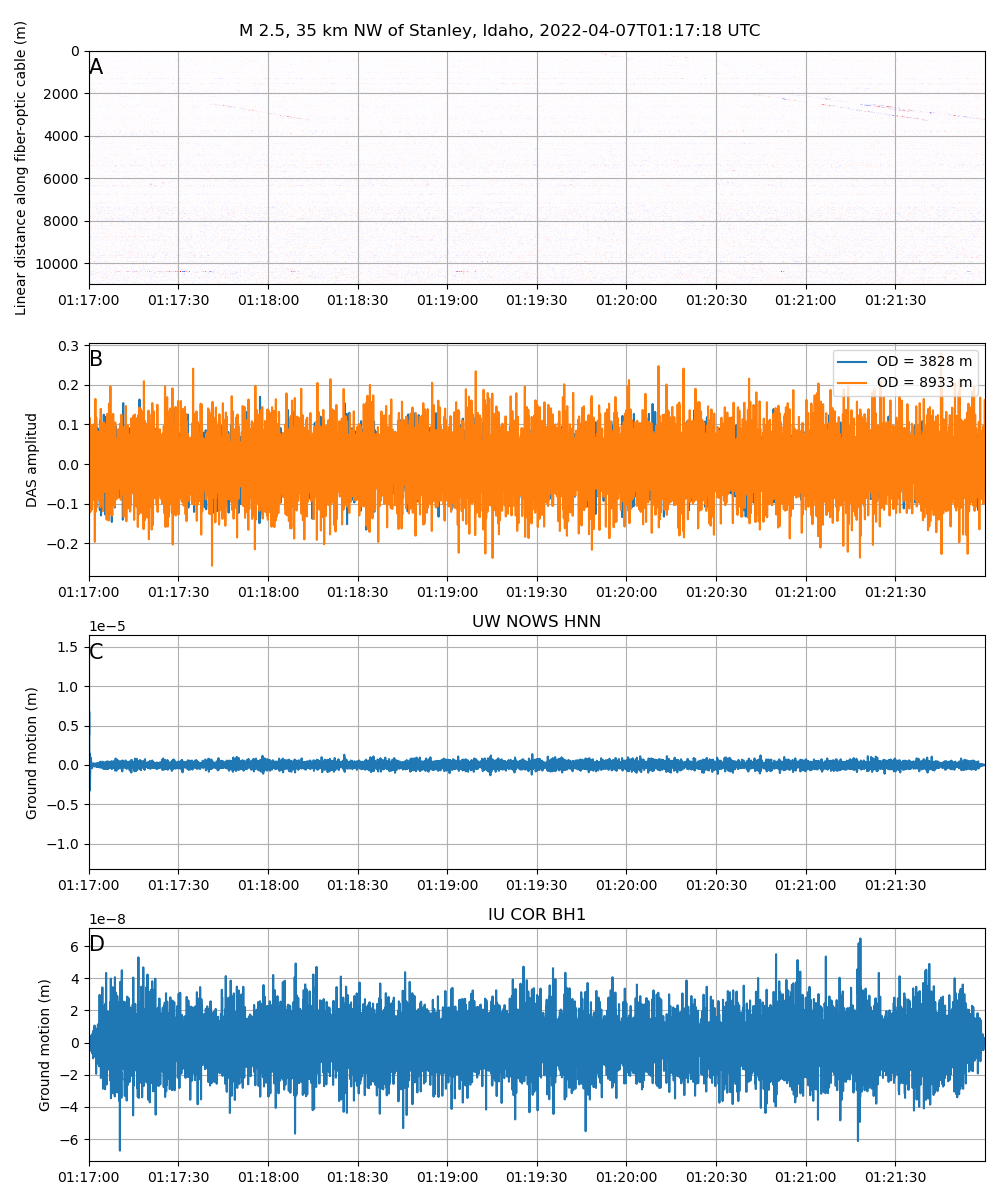 M 2.5, 35 km NW of Stanley, Idaho, 2022-04-07T01:17:18 UTC
A
Linear distance along fiber-optic cable (m)
0
2000
4000
6000
8000
10000
01:17:00 01:17:30 01:18:00 01:18:30 01:19:00 01:19:30 01:20:00 01:20:30 01:21:00 01:21:30
B
DAS amplitud
0.3
0.2
0.1
0.0
−0.1
−0.2
OD = 3828 m
OD = 8933 m
01:17:00 01:17:30 01:18:00 01:18:30 01:19:00 01:19:30 01:20:00 01:20:30 01:21:00 01:21:30
UW NOWS HNN
1e−5
C
Ground motion (m)
1.5
1.0
0.5
0.0
−0.5
−1.0
01:17:00 01:17:30 01:18:00 01:18:30 01:19:00 01:19:30 01:20:00 01:20:30 01:21:00 01:21:30
IU COR BH1
1e−8
D
Ground motion (m)
6
4
2
0
−2
−4
−6
01:17:00 01:17:30 01:18:00 01:18:30 01:19:00 01:19:30 01:20:00 01:20:30 01:21:00 01:21:30